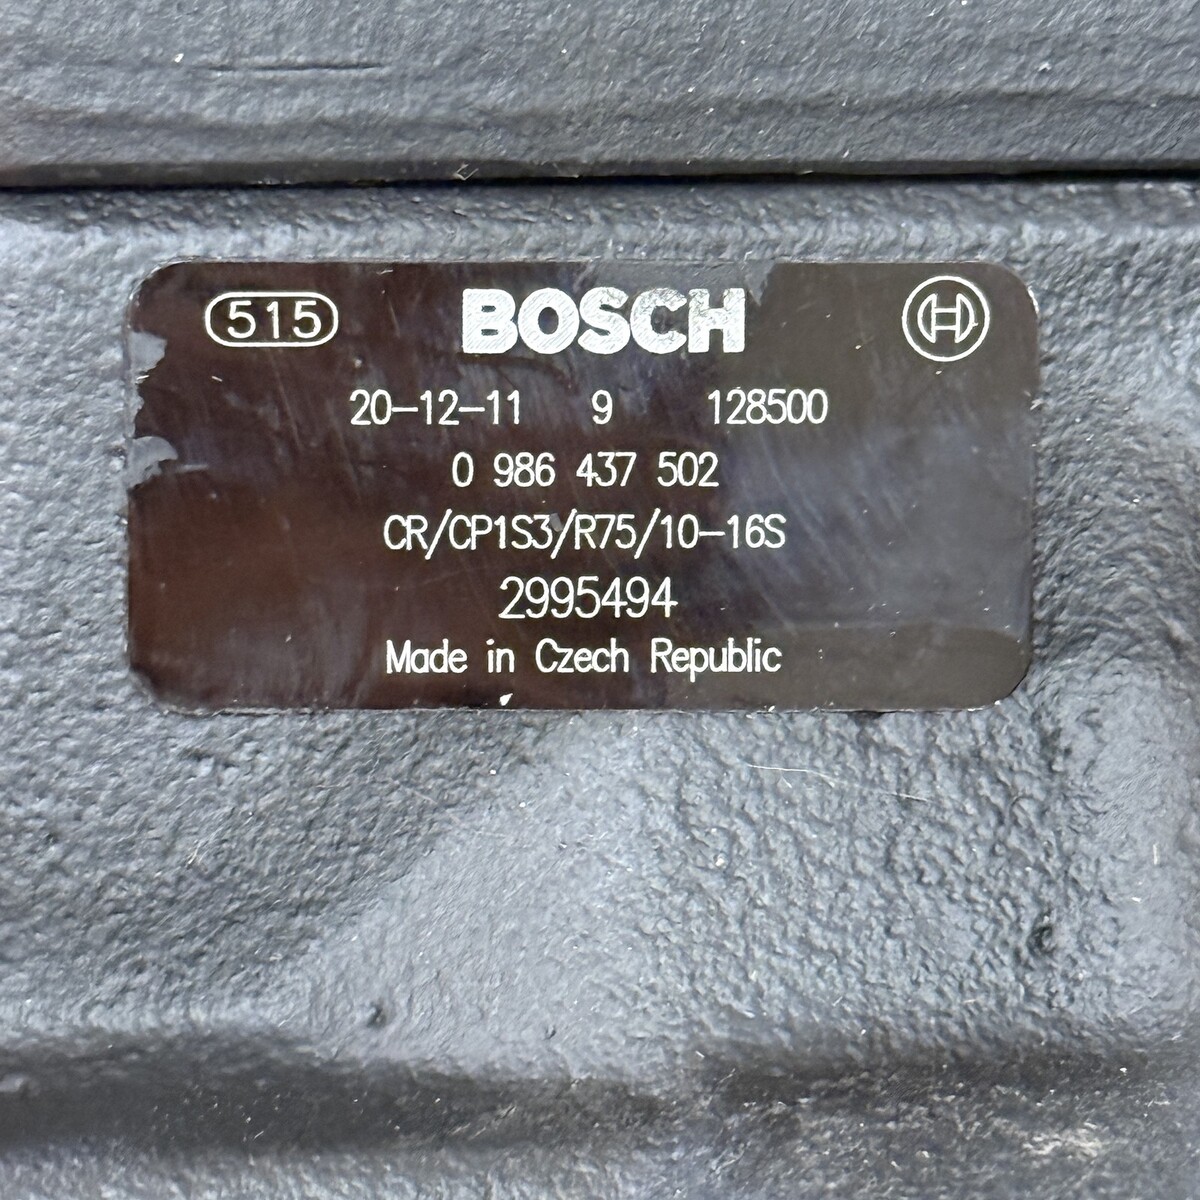 515 BOSCH
20-12-11 9 128500
0 986 437 502
CR/CP1S3/R75/10-16S
2995494
Made in Czech Republic